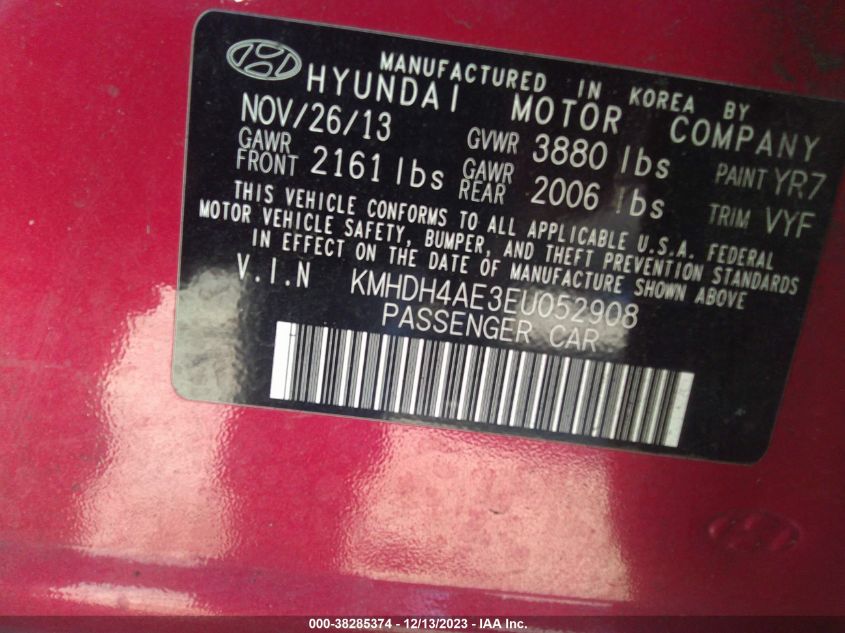 MANUFACTURED IN KOREA BY
HYUNDAI MOTOR COMPANY
NOV/26/13 GVWR 3880 lbs PAINT YR7
GAWR FRONT 2161 lbs GAWR REAR 2006 lbs TRIM VYF
THIS VEHICLE CONFORMS TO ALL APPLICABLE U.S.A. FEDERAL
MOTOR VEHICLE SAFETY, BUMPER, AND THEFT PREVENTION STANDARDS
IN EFFECT ON THE DATE OF MANUFACTURE SHOWN ABOVE
V.I.N KMHDH4AE3EU052908
PASSENGER CAR
000-38285374 - 12/13/2023 - IAA Inc.